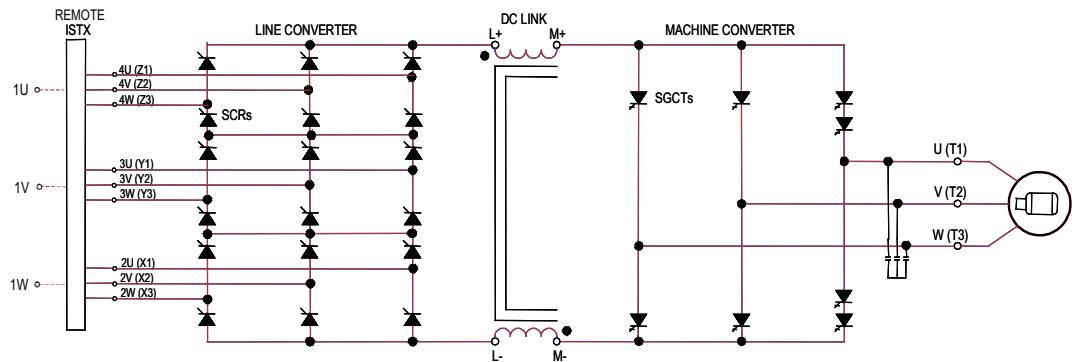 REMOTE
ISTX
LINE CONVERTER
L+
DC LINK
M+
MACHINE CONVERTER
4U (Z1)
4V (Z2)
4W (Z3)
1U
SCRs
SGCTs
3U (Y1)
3V (Y2)
3W (Y3)
1V
U (T1)
V (T2)
W (T3)
2U (X1)
2V (X2)
2W (X3)
1W
L-
M-